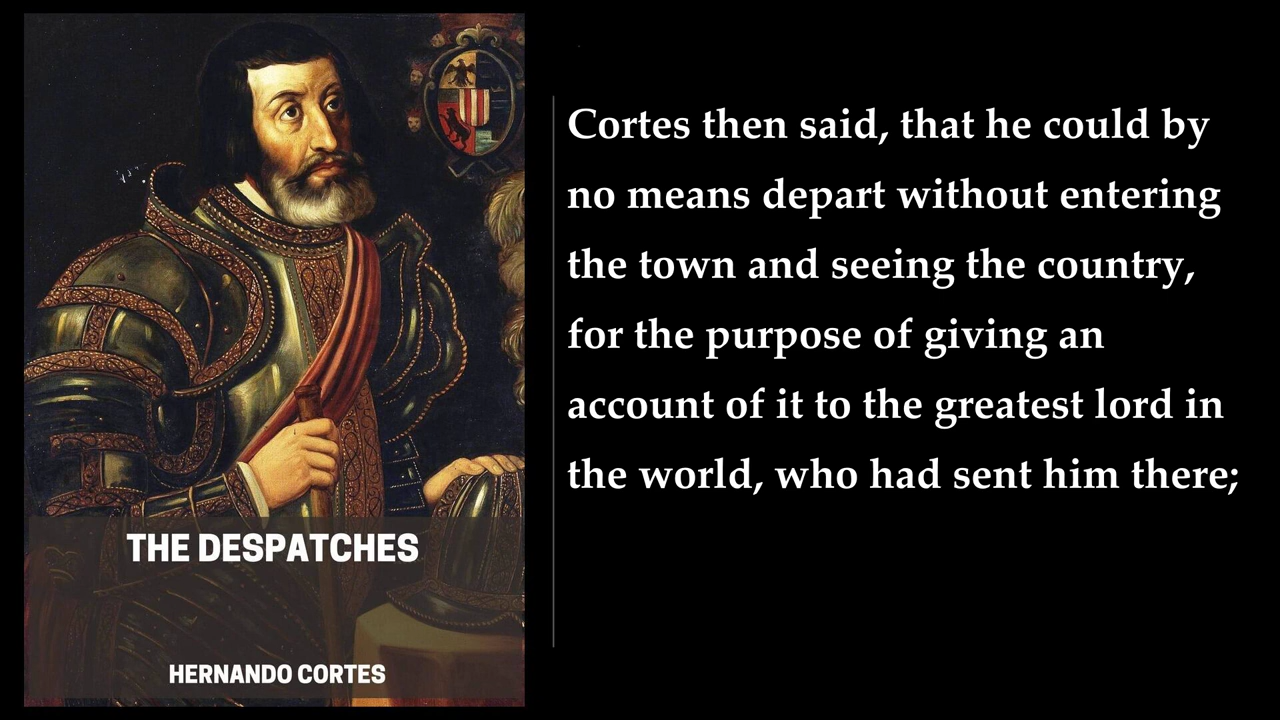 THE DESPATCHES
HERNANDO CORTES
Cortes then said, that he could by
no means depart without entering
the town and seeing the country,
for the purpose of giving an
account of it to the greatest lord in
the world, who had sent him there;